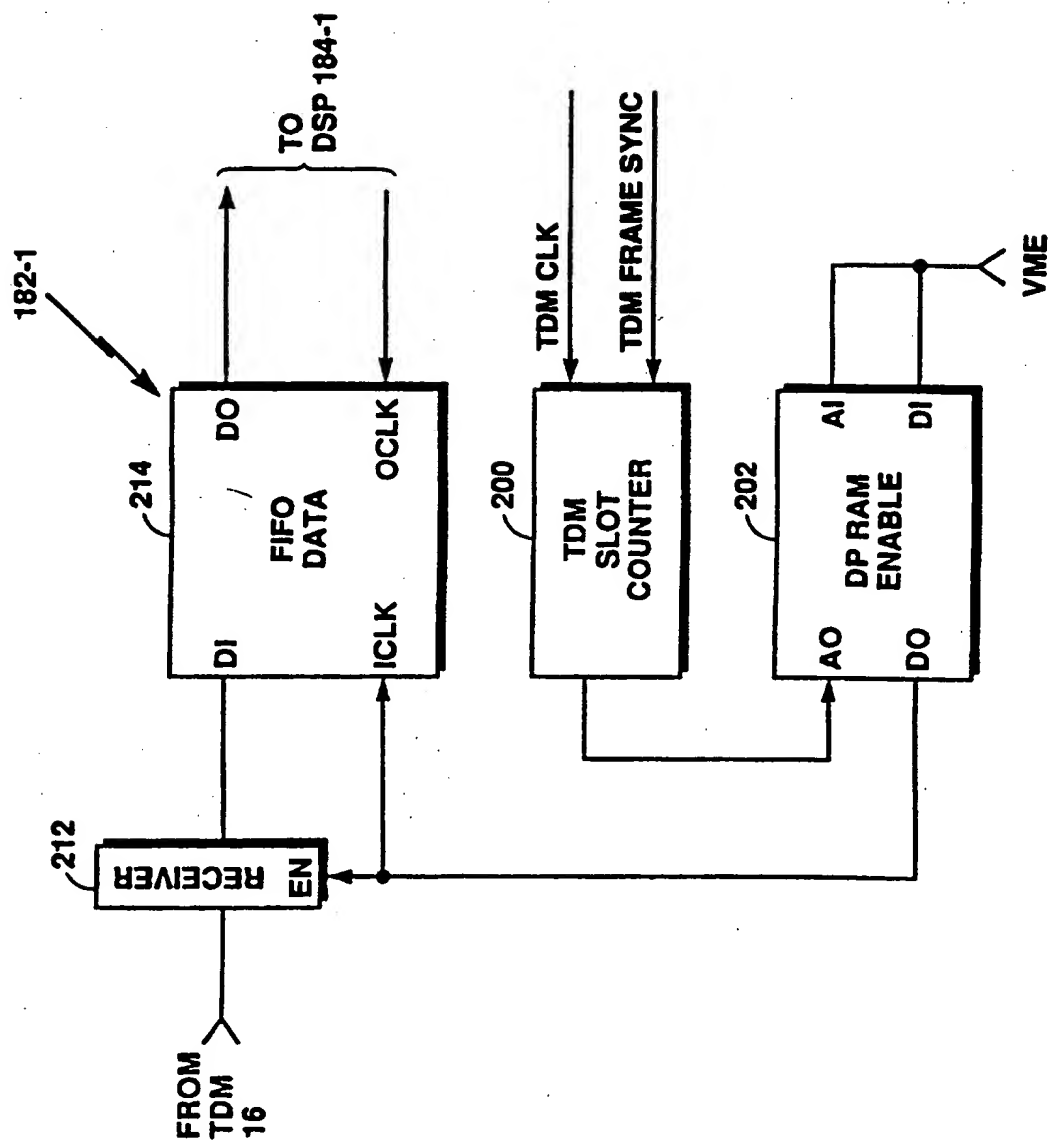 182-1
214
DI
DO
FIFO
DATA
ICLK
OCLK
TO
DSP 184-1
212
RECEIVER
EN
FROM
TDM
16
200
TDM
SLOT
COUNTER
TDM CLK
TDM FRAME SYNC
202
AO
AI
DP RAM
ENABLE
DO
DI
VME